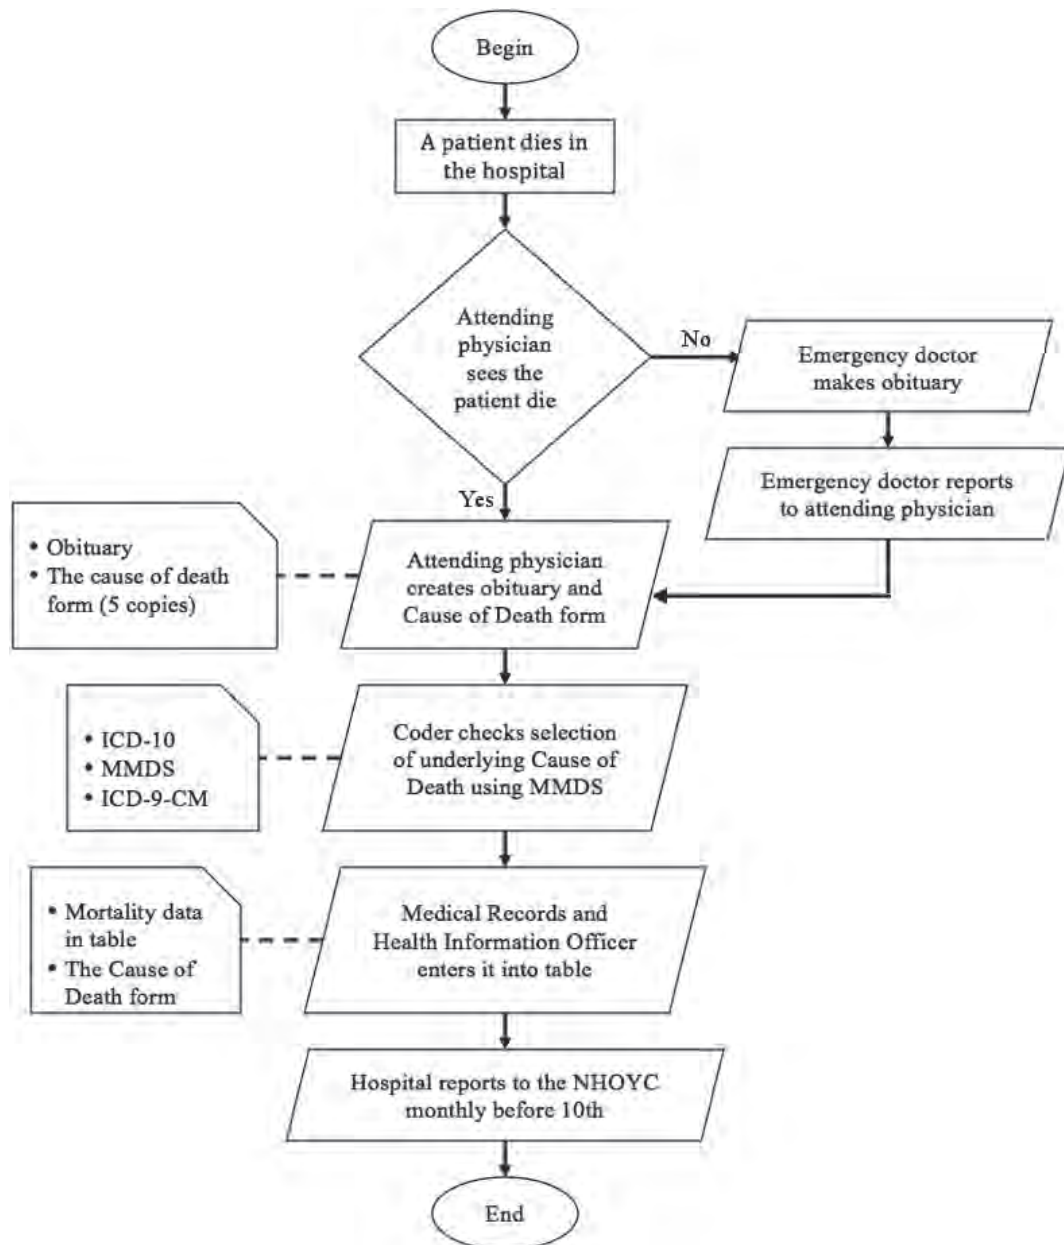 Begin
A patient dies in
the hospital
Attending
physician
sees the
patient die
No
Emergency doctor
makes obituary
Emergency doctor reports
to attending physician
Yes
• Obituary
• The cause of death
form (5 copies)
Attending physician
creates obituary and
Cause of Death form
• ICD-10
• MMDS
• ICD-9-CM
Coder checks selection
of underlying Cause of
Death using MMDS
• Mortality data
in table
• The Cause of
Death form
Medical Records and
Health Information Officer
enters it into table
Hospital reports to the NHOYC
monthly before 10th
End